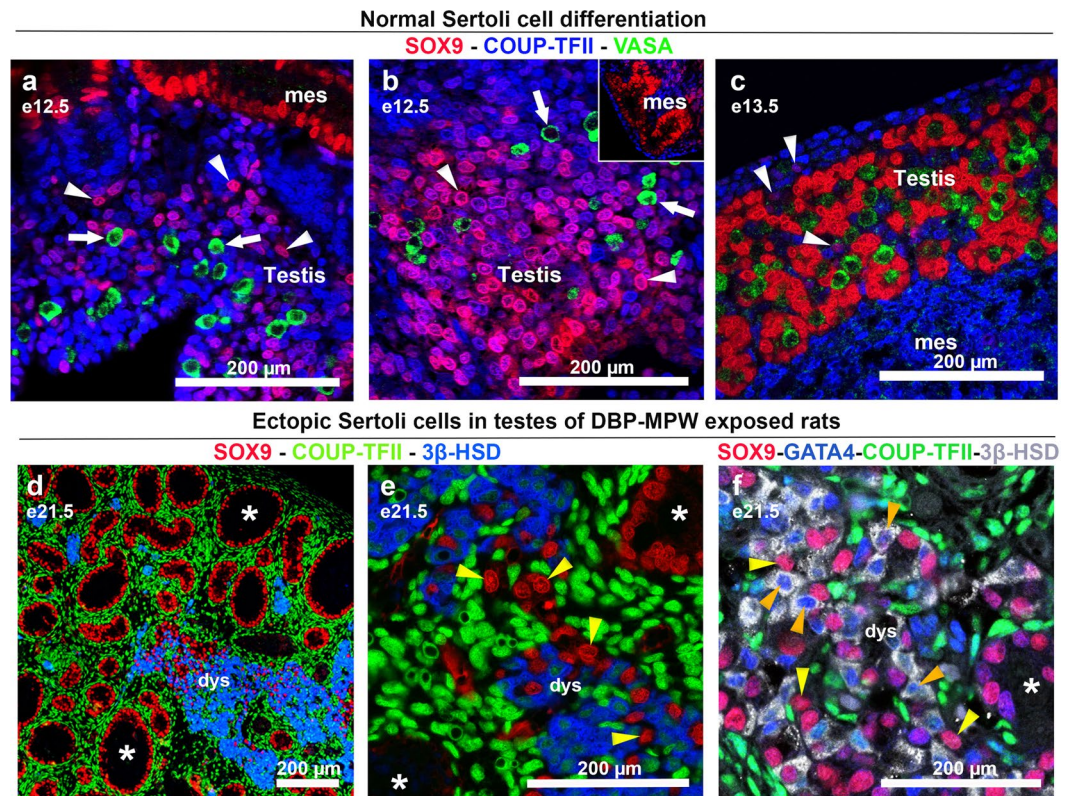 Normal Sertoli cell differentiation
SOX9 - COUP-TFII - VASA
a
e12.5
mes
Testis
200 µm
b
e12.5
mes
Testis
200 µm
c
e13.5
Testis
mes
200 µm
Ectopic Sertoli cells in testes of DBP-MPW exposed rats
SOX9 - COUP-TFII - 3β-HSD
SOX9-GATA4-COUP-TFII-3β-HSD
d
e21.5
*
dys
*
200 µm
e
e21.5
*
dys
*
200 µm
f
e21.5
dys
*
200 µm